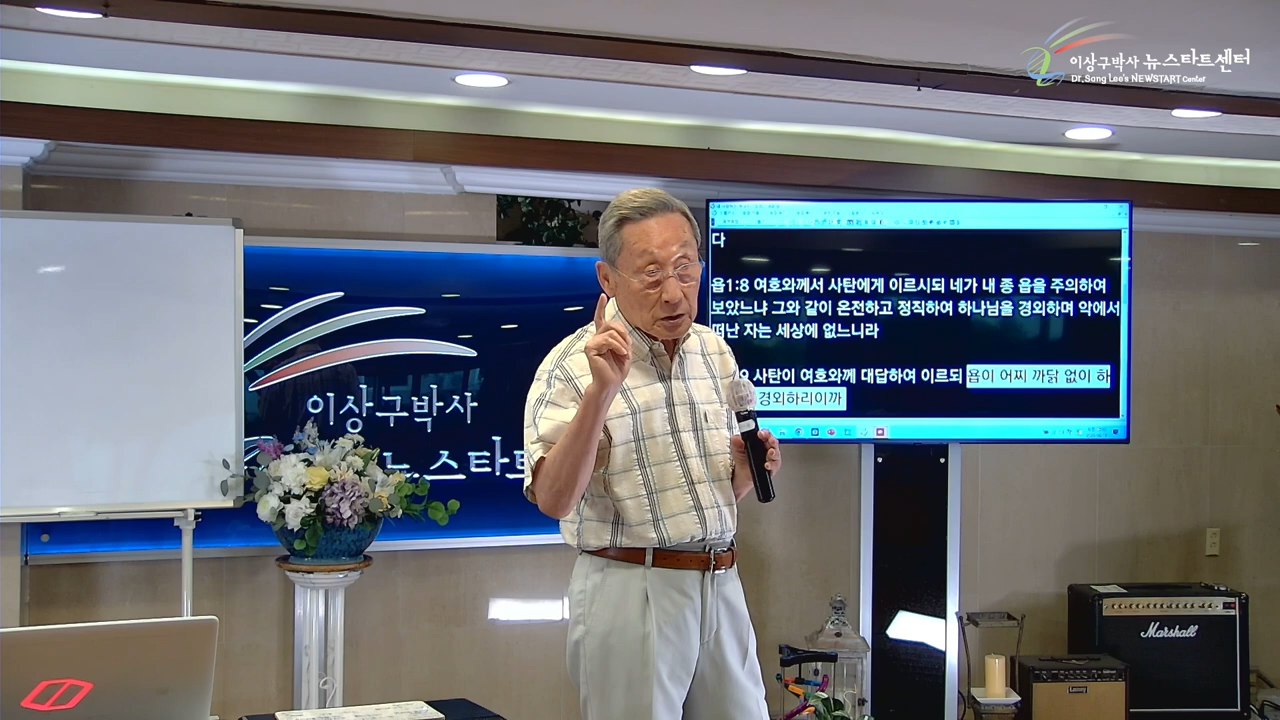 이상구박사 뉴스타트센터
Dr. Sang Lee's NEWSTART Center
다
욥1:8 여호와께서 사탄에게 이르시되 네가 내 종 욥을 주의하여
보았느냐 그와 같이 온전하고 정직하여 하나님을 경외하며 악에서
떠난 자는 세상에 없느니라
9 사탄이 여호와께 대답하여 이르되 욥이 어찌 까닭 없이 하
경외하리이까
이상구박사
뉴스타트
Marshall
Laney